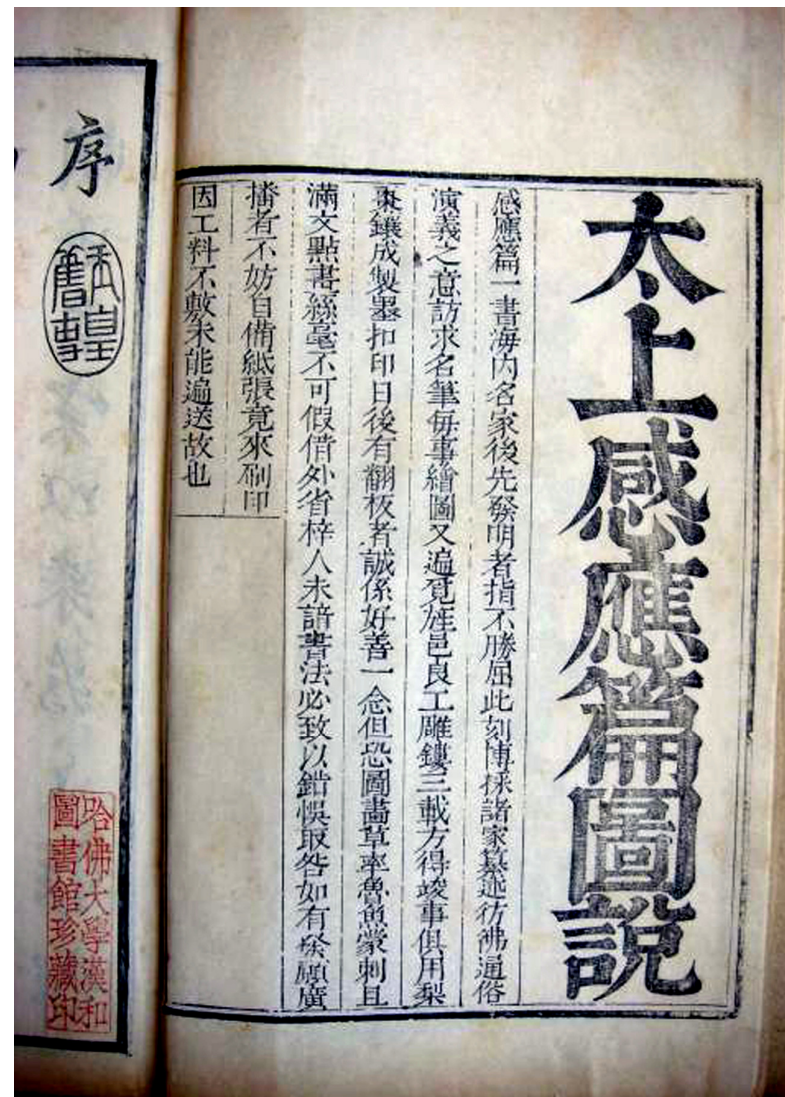 太上感應篇圖說
感應篇一書海内名家後先發明者指不勝屈此刻博採諸家纂迹彷彿通俗
演義之意訪求名筆毎事繪圖又遍覓旌邑良工雕鏤三載方得竣事俱用梨
棗鑲成製墨扣印日後有翻板者誠係好善一念但恐圖畵草率魯魚豪刺且
滿文點畫絲毫不可假借外省梓人未諳書法必致以錯悞取咎如有發願廣
播者不妨自備紙張竟來刷印
因工料不敷未能遍送故也
序
舊
皇
哈佛大學漢和
圖書館珍藏印